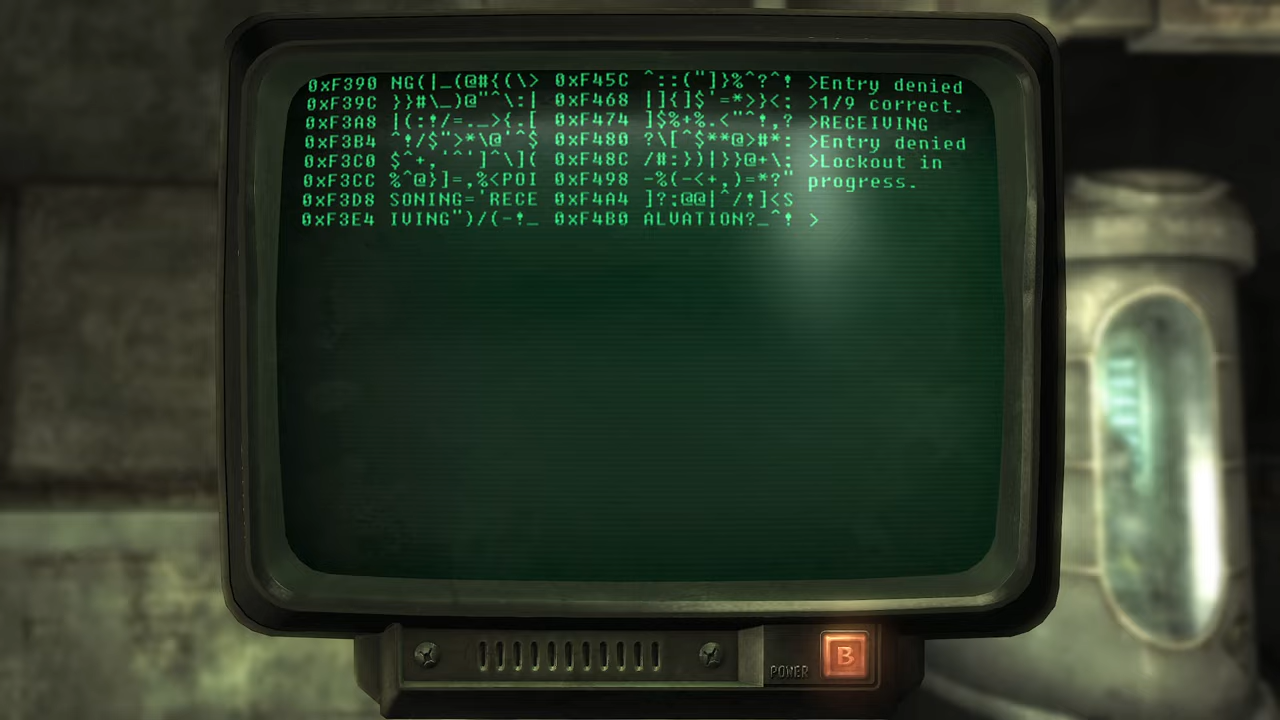 0xF390 NG(|_(@#{(\> 0xF45C ^::("]}%^?^! >Entry denied
0xF39C }}#\_)@"^\:| 0xF468 |]{]$'=*>}<: >1/9 correct.
0xF3A8 |(:!/=._>{.[ 0xF474 ]$%+%.<"^!,? >RECEIVING
0xF3B4 ^!/$">*\@'^$ 0xF480 ?\[^$**@>#*: >Entry denied
0xF3C0 $^+,'^']^\]( 0xF48C /#:})|}}@+\: >Lockout in
0xF3CC %^@}]=,%<POI 0xF498 -%(-<+,)=*?" progress.
0xF3D8 SONING='RECE 0xF4A4 ]?:@@|^/!]<S
0xF3E4 IVING")/(-!_ 0xF4B0 ALVATION?_^! >
POWER B